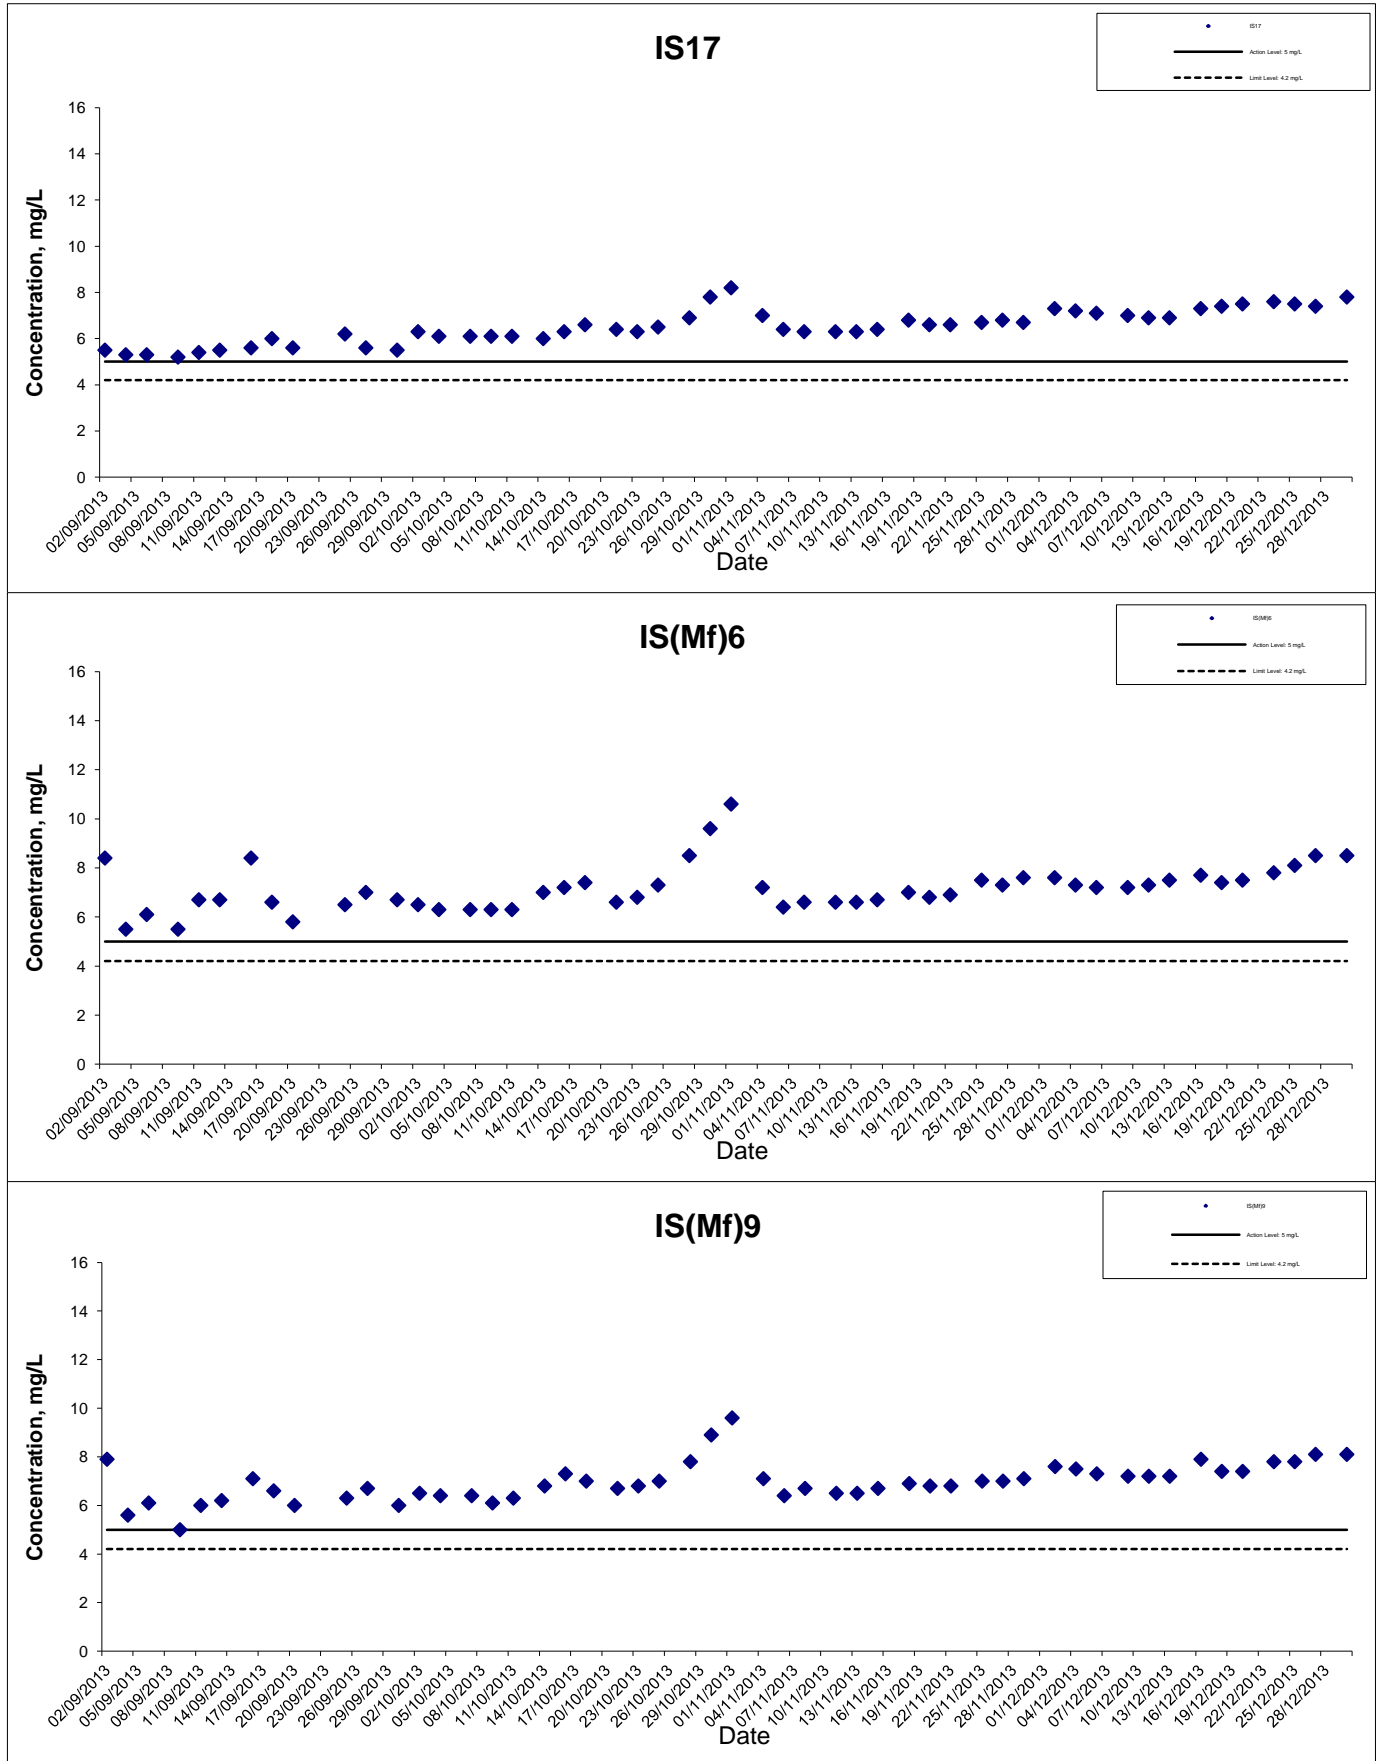 IS17
IS17
Action Level: 5 mg/L
Limit Level: 4.2 mg/L
Concentration, mg/L
16
14
12
10
8
6
4
2
0
02/09/2013 05/09/2013 08/09/2013 11/09/2013 14/09/2013 17/09/2013 20/09/2013 23/09/2013 26/09/2013 29/09/2013 02/10/2013 05/10/2013 08/10/2013 11/10/2013 14/10/2013 17/10/2013 20/10/2013 23/10/2013 26/10/2013 29/10/2013 01/11/2013 04/11/2013 07/11/2013 10/11/2013 13/11/2013 16/11/2013 19/11/2013 22/11/2013 25/11/2013 28/11/2013 01/12/2013 04/12/2013 07/12/2013 10/12/2013 13/12/2013 16/12/2013 19/12/2013 22/12/2013 25/12/2013 28/12/2013
Date
IS(Mf)6
IS(Mf)6
Action Level: 5 mg/L
Limit Level: 4.2 mg/L
Concentration, mg/L
16
14
12
10
8
6
4
2
0
02/09/2013 05/09/2013 08/09/2013 11/09/2013 14/09/2013 17/09/2013 20/09/2013 23/09/2013 26/09/2013 29/09/2013 02/10/2013 05/10/2013 08/10/2013 11/10/2013 14/10/2013 17/10/2013 20/10/2013 23/10/2013 26/10/2013 29/10/2013 01/11/2013 04/11/2013 07/11/2013 10/11/2013 13/11/2013 16/11/2013 19/11/2013 22/11/2013 25/11/2013 28/11/2013 01/12/2013 04/12/2013 07/12/2013 10/12/2013 13/12/2013 16/12/2013 19/12/2013 22/12/2013 25/12/2013 28/12/2013
Date
IS(Mf)9
IS(Mf)9
Action Level: 5 mg/L
Limit Level: 4.2 mg/L
Concentration, mg/L
16
14
12
10
8
6
4
2
0
02/09/2013 05/09/2013 08/09/2013 11/09/2013 14/09/2013 17/09/2013 20/09/2013 23/09/2013 26/09/2013 29/09/2013 02/10/2013 05/10/2013 08/10/2013 11/10/2013 14/10/2013 17/10/2013 20/10/2013 23/10/2013 26/10/2013 29/10/2013 01/11/2013 04/11/2013 07/11/2013 10/11/2013 13/11/2013 16/11/2013 19/11/2013 22/11/2013 25/11/2013 28/11/2013 01/12/2013 04/12/2013 07/12/2013 10/12/2013 13/12/2013 16/12/2013 19/12/2013 22/12/2013 25/12/2013 28/12/2013
Date